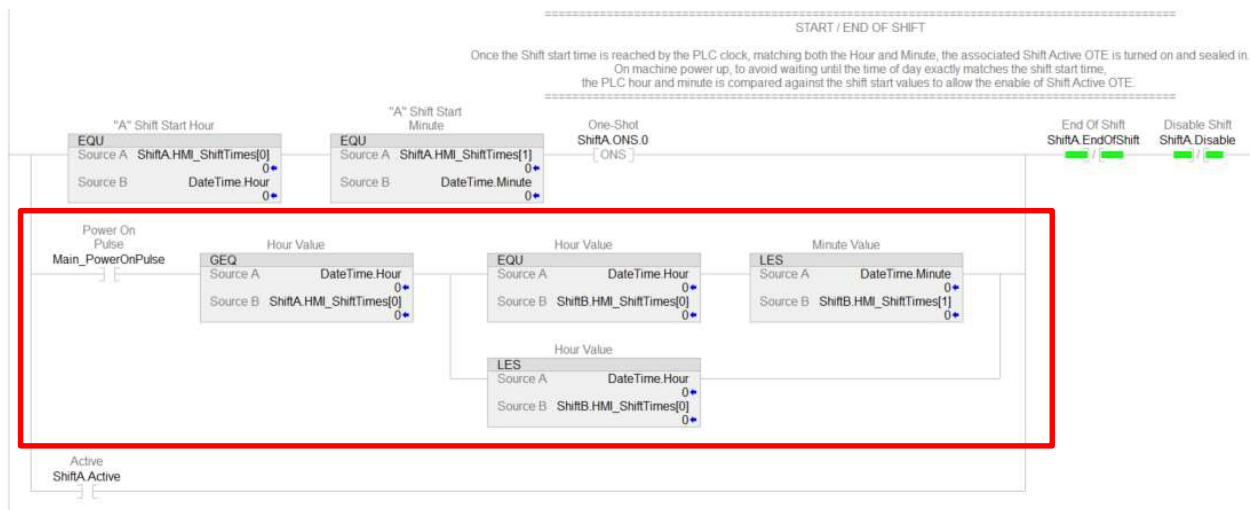 ============================================================
START / END OF SHIFT
Once the Shift start time is reached by the PLC clock, matching both the Hour and Minute, the associated Shift Active OTE is turned on and sealed in.
On machine power up, to avoid waiting until the time of day exactly matches the shift start time,
the PLC hour and minute is compared against the shift start values to allow the enable of Shift Active OTE.
============================================================
"A" Shift Start Hour
EQU
Source A ShiftA.HMI_ShiftTimes[0]
0
Source B DateTime.Hour
0
"A" Shift Start
Minute
EQU
Source A ShiftA.HMI_ShiftTimes[1]
0
Source B DateTime.Minute
0
One-Shot
ShiftA.ONS.0
[ONS]
End Of Shift
ShiftA.EndOfShift
/
Disable Shift
ShiftA.Disable
/
Power On
Pulse
Main_PowerOnPulse
Hour Value
GEQ
Source A DateTime.Hour
0
Source B ShiftA.HMI_ShiftTimes[0]
0
Hour Value
EQU
Source A DateTime.Hour
0
Source B ShiftB.HMI_ShiftTimes[0]
0
Minute Value
LES
Source A DateTime.Minute
0
Source B ShiftB.HMI_ShiftTimes[1]
0
Hour Value
LES
Source A DateTime.Hour
0
Source B ShiftB.HMI_ShiftTimes[0]
0
Active
ShiftA.Active